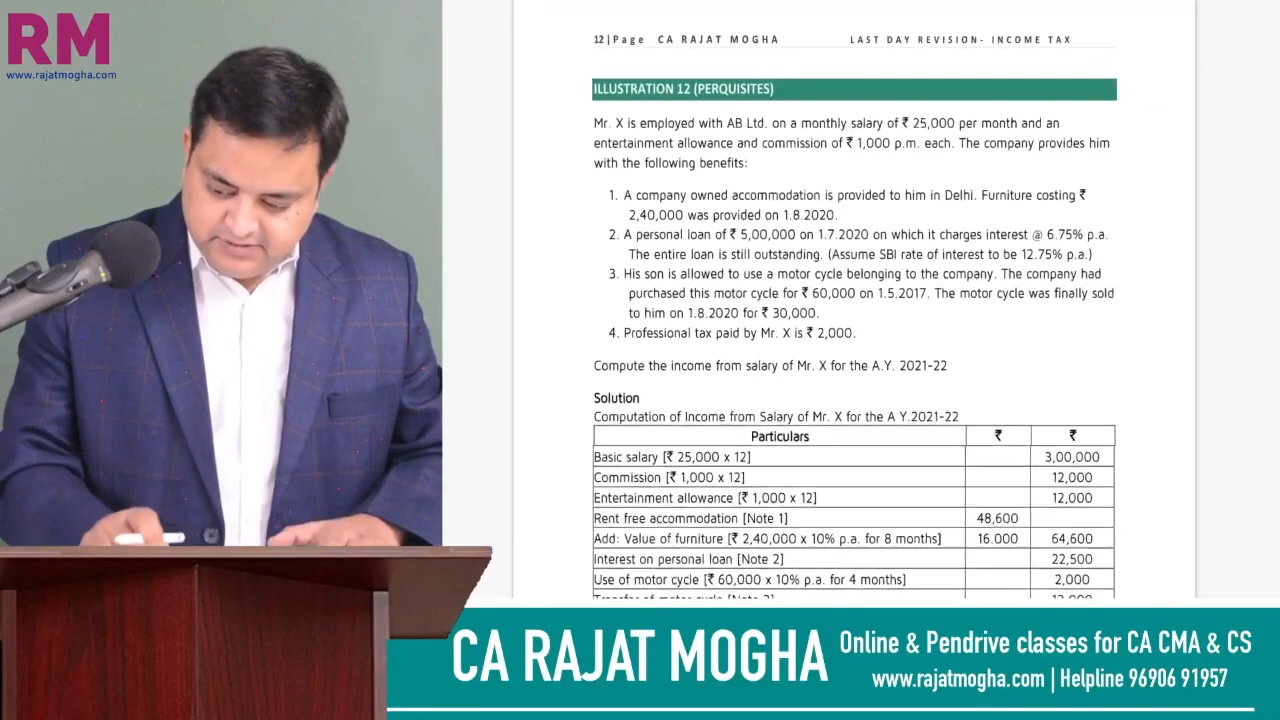 RM
www.rajatmogha.com
12|Page CA RAJAT MOGHA LAST DAY REVISION- INCOME TAX
ILLUSTRATION 12 (PERQUISITES)
Mr. X is employed with AB Ltd. on a monthly salary of ₹ 25,000 per month and an
entertainment allowance and commission of ₹ 1,000 p.m. each. The company provides him
with the following benefits:
1. A company owned accommodation is provided to him in Delhi. Furniture costing ₹
2,40,000 was provided on 1.8.2020.
2. A personal loan of ₹ 5,00,000 on 1.7.2020 on which it charges interest @ 6.75% p.a.
The entire loan is still outstanding. (Assume SBI rate of interest to be 12.75% p.a.)
3. His son is allowed to use a motor cycle belonging to the company. The company had
purchased this motor cycle for ₹ 60,000 on 1.5.2017. The motor cycle was finally sold
to him on 1.8.2020 for ₹ 30,000.
4. Professional tax paid by Mr. X is ₹ 2,000.
Compute the income from salary of Mr. X for the A.Y. 2021-22
Solution
Computation of Income from Salary of Mr. X for the A Y.2021-22
Particulars ₹ ₹
Basic salary [₹ 25,000 x 12] 3,00,000
Commission [₹ 1,000 x 12] 12,000
Entertainment allowance [₹ 1,000 x 12] 12,000
Rent free accommodation [Note 1] 48,600
Add: Value of furniture [₹ 2,40,000 x 10% p.a. for 8 months] 16.000 64,600
Interest on personal loan [Note 2] 22,500
Use of motor cycle [₹ 60,000 x 10% p.a. for 4 months] 2,000
CA RAJAT MOGHA
Online & Pendrive classes for CA CMA & CS
www.rajatmogha.com | Helpline 96906 91957